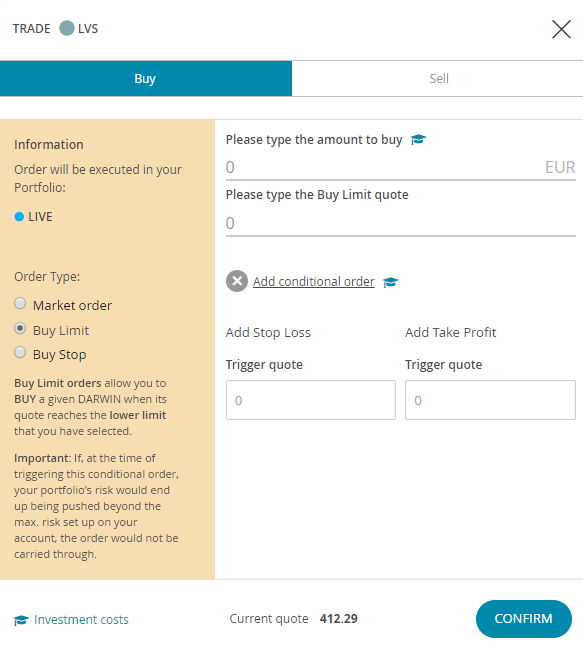 TRADE LVS
Buy
Sell
Information
Order will be executed in your
Portfolio:
LIVE
Order Type:
Market order
Buy Limit
Buy Stop
Buy Limit orders allow you to
BUY a given DARWIN when its
quote reaches the lower limit
that you have selected.
Important: If, at the time of
triggering this conditional order,
your portfolio's risk would end
up being pushed beyond the
max. risk set up on your
account, the order would not be
carried through.
Please type the amount to buy
0 EUR
Please type the Buy Limit quote
0
Add conditional order
Add Stop Loss
Trigger quote
0
Add Take Profit
Trigger quote
0
Investment costs
Current quote 412.29
CONFIRM